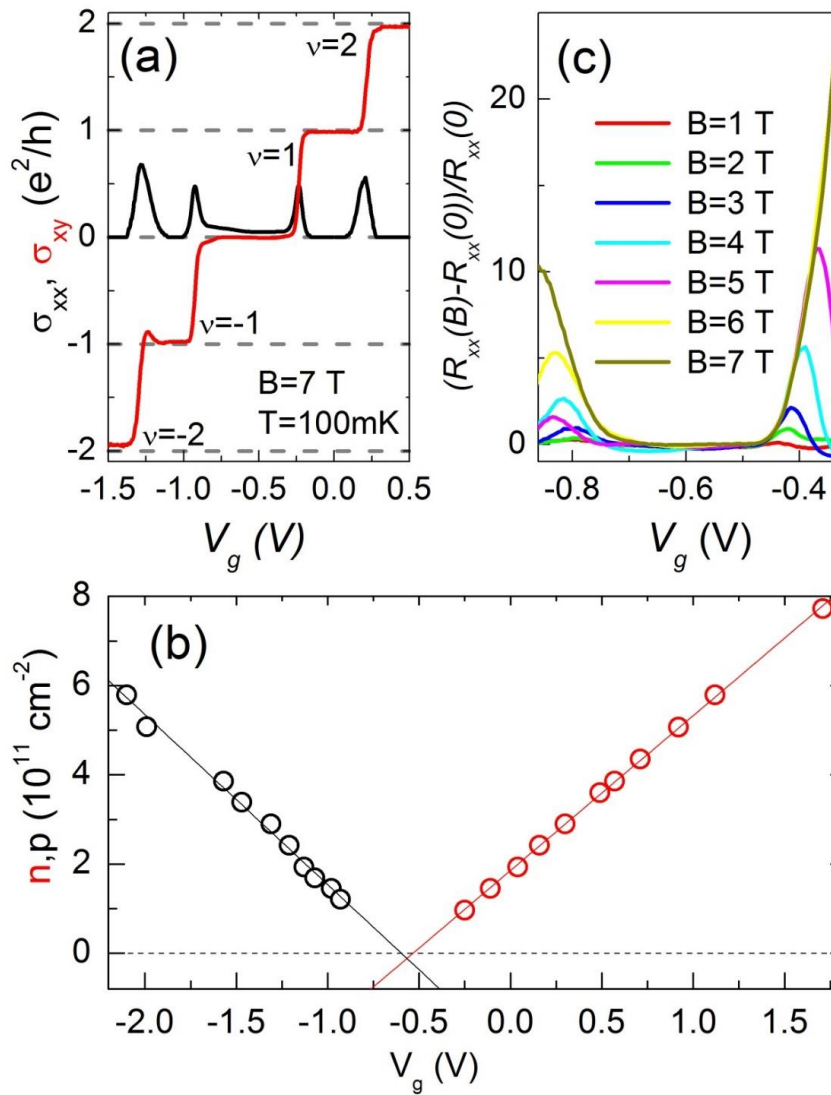 (a)
σxx, σxy (e²/h)
2
1
0
-1
-2
ν=2
ν=1
ν=-1
ν=-2
B=7 T
T=100mK
-1.5 -1.0 -0.5 0.0 0.5
Vg (V)
(c)
(Rxx(B)-Rxx(0))/Rxx(0)
20
10
0
B=1 T
B=2 T
B=3 T
B=4 T
B=5 T
B=6 T
B=7 T
-0.8 -0.6 -0.4
Vg (V)
(b)
n,p (10¹¹ cm⁻²)
8
6
4
2
0
-2.0 -1.5 -1.0 -0.5 0.0 0.5 1.0 1.5
Vg (V)